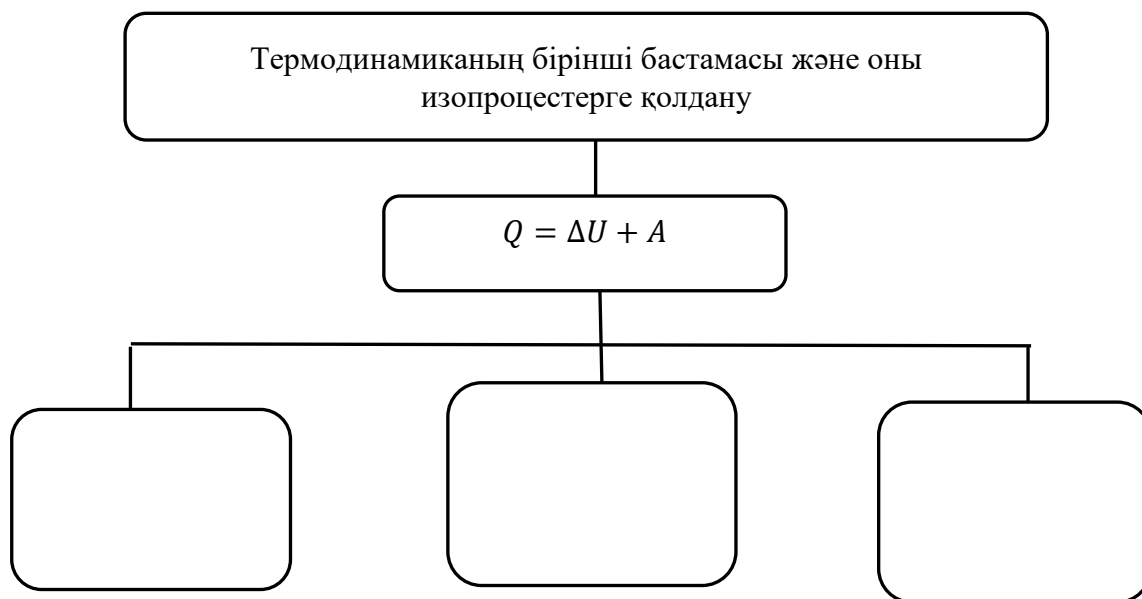 Термодинамиканың бірінші бастамасы және оны
изопроцестерге қолдану
𝑄 = Δ𝑈 + 𝐴